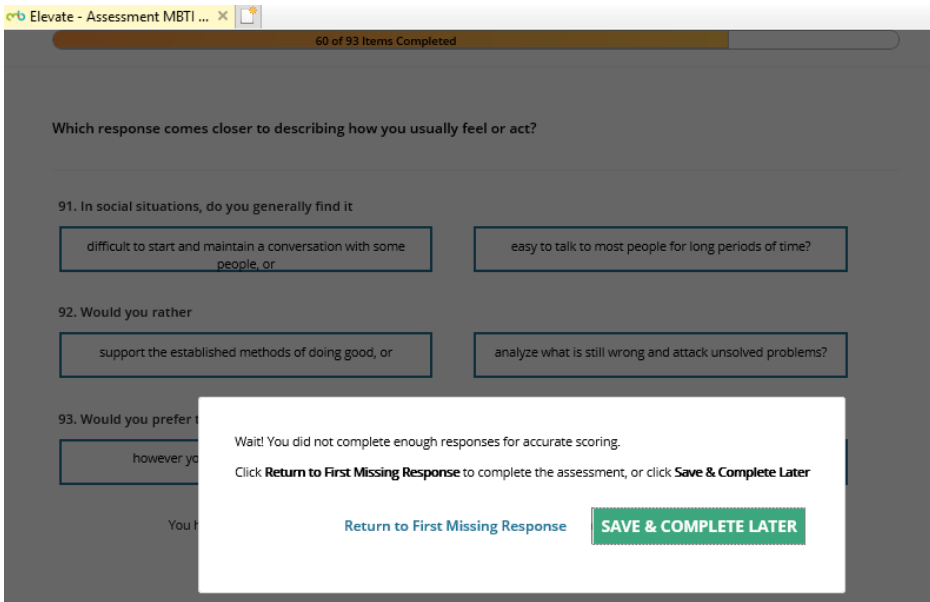 Elevate - Assessment MBTI ...
60 of 93 Items Completed
Which response comes closer to describing how you usually feel or act?
91. In social situations, do you generally find it
difficult to start and maintain a conversation with some
people, or
easy to talk to most people for long periods of time?
92. Would you rather
support the established methods of doing good, or
analyze what is still wrong and attack unsolved problems?
93. Would you prefer t
however yo
You h
Wait! You did not complete enough responses for accurate scoring.
Click Return to First Missing Response to complete the assessment, or click Save & Complete Later
Return to First Missing Response
SAVE & COMPLETE LATER